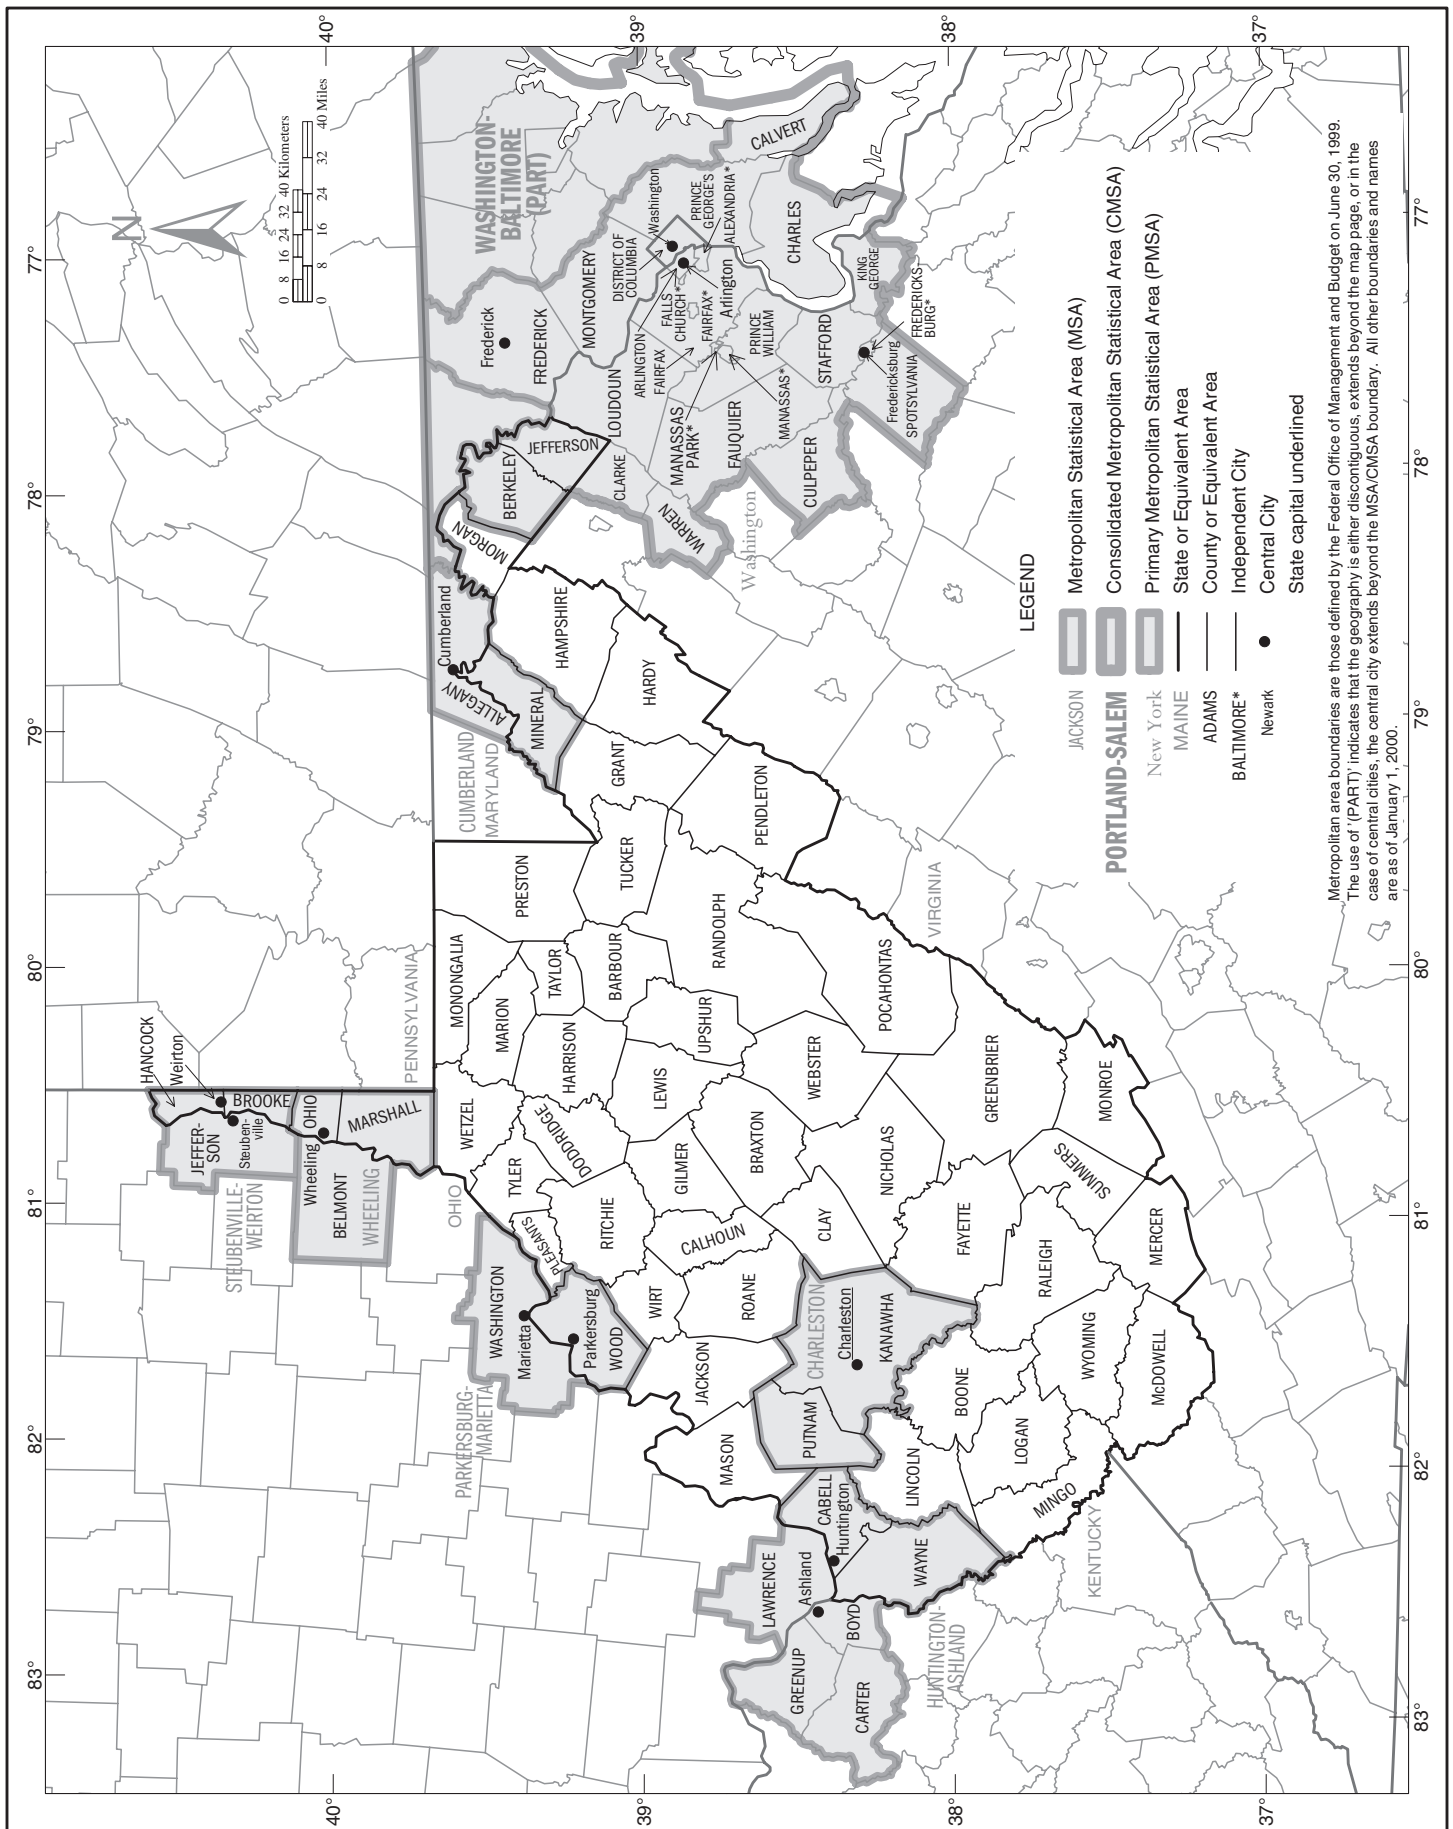 83°
82°
81°
80°
79°
78°
77°
40°
39°
38°
37°
40°
39°
38°
37°
83°
82°
81°
80°
79°
78°
77°
N
0 8 16 24 32 40 Kilometers
0 8 16 24 32 40 Miles
HANCOCK
Weirton
BROOKE
JEFFER-
SON
Steuben-
ville
STEUBENVILLE-
WEIRTON
OHIO
Wheeling
MARSHALL
BELMONT
WHEELING
PENNSYLVANIA
OHIO
PARKERSBURG-
MARIETTA
WASHINGTON
Marietta
Parkersburg
WOOD
PLEASANTS
TYLER
WETZEL
MONONGALIA
MARION
PRESTON
TAYLOR
HARRISON
DODDRIDGE
RITCHIE
BARBOUR
TUCKER
WIRT
CALHOUN
GILMER
LEWIS
UPSHUR
RANDOLPH
JACKSON
ROANE
BRAXTON
WEBSTER
MASON
CLAY
NICHOLAS
POCAHONTAS
PENDLETON
GRANT
HARDY
HAMPSHIRE
MINERAL
ALLEGANY
Cumberland
CUMBERLAND
MARYLAND
MORGAN
BERKELEY
JEFFERSON
CHARLESTON
Charleston
KANAWHA
PUTNAM
CABELL
Huntington
LINCOLN
WAYNE
LAWRENCE
Ashland
BOYD
GREENUP
CARTER
HUNTINGTON-
ASHLAND
KENTUCKY
BOONE
LOGAN
MINGO
FAYETTE
RALEIGH
WYOMING
McDOWELL
MERCER
SUMMERS
MONROE
GREENBRIER
VIRGINIA
WASHINGTON-
BALTIMORE
(PART)
Frederick
FREDERICK
MONTGOMERY
DISTRICT OF
COLUMBIA
Washington
PRINCE
GEORGE'S
ALEXANDRIA*
CALVERT
CHARLES
LOUDOUN
CLARKE
WARREN
Washington
ARLINGTON
FAIRFAX
FALLS
CHURCH*
FAIRFAX*
Arlington
MANASSAS
PARK*
MANASSAS*
PRINCE
WILLIAM
FAUQUIER
CULPEPER
STAFFORD
KING
GEORGE
FREDERICKS-
BURG*
Fredericksburg
SPOTSYLVANIA
LEGEND
JACKSON Metropolitan Statistical Area (MSA)
PORTLAND-SALEM Consolidated Metropolitan Statistical Area (CMSA)
New York Primary Metropolitan Statistical Area (PMSA)
MAINE State or Equivalent Area
ADAMS County or Equivalent Area
BALTIMORE* Independent City
Newark Central City
State capital underlined
Metropolitan area boundaries are those defined by the Federal Office of Management and Budget on June 30, 1999.
The use of '(PART)' indicates that the geography is either discontiguous, extends beyond the map page, or in the
case of central cities, the central city extends beyond the MSA/CMSA boundary. All other boundaries and names
are as of January 1, 2000.